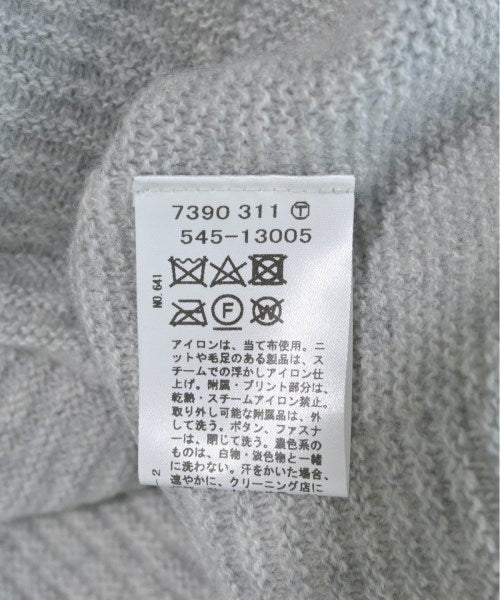 7390 311 Ⓣ
545-13005
NO.641
F
W
アイロンは、当て布使用。ニ
ットや毛足のある製品は、ス
チームでの浮かしアイロン仕
上げ。附属・プリント部分は、
乾熱・スチームアイロン禁止。
取り外し可能な附属品は、外
して洗う。ボタン、ファスナ
ーは、閉じて洗う。濃色系の
ものは、白物・淡色物と一緒
に洗わない。汗をかいた場合、
速やかに、クリーニング店に
-2